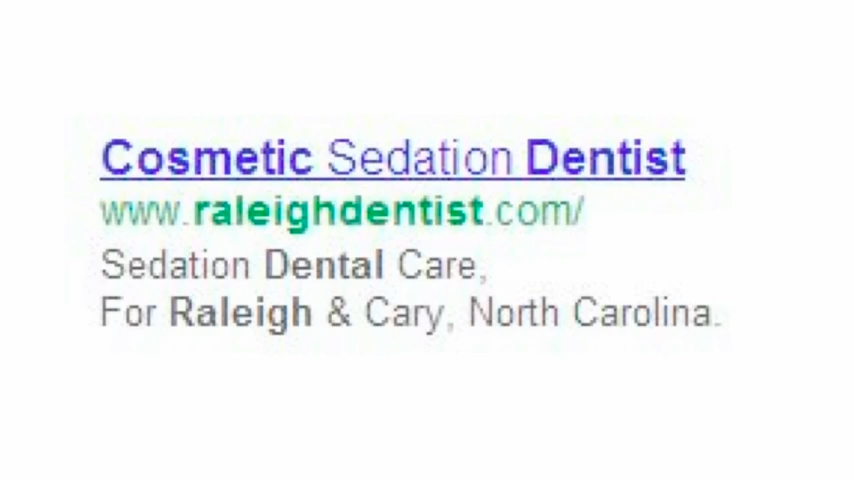 Cosmetic Sedation Dentist
www.raleighdentist.com/
Sedation Dental Care,
For Raleigh & Cary, North Carolina.